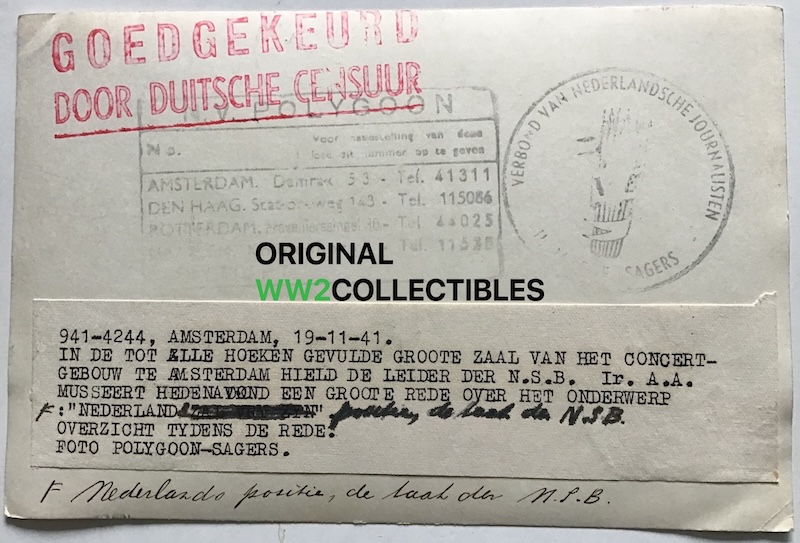 GOEDGEKEURD
DOOR DUITSCHE CENSUUR
N.V. POLYGOON
No.
voor nabestelling van deze
foto dit nummer op te geven
AMSTERDAM. Damrak 53 - Tel. 41311
DEN HAAG. Stationsweg 143 - Tel. 115086
ROTTERDAM. - Tel. 44025
Tel.
VERBOND VAN NEDERLANDSCHE JOURNALISTEN
SAGERS
ORIGINAL
WW2COLLECTIBLES
941-4244, AMSTERDAM, 19-11-41.
IN DE TOT ALLE HOEKEN GEVULDE GROOTE ZAAL VAN HET CONCERT-
GEBOUW TE AMSTERDAM HIELD DE LEIDER DER N.S.B. Ir. A.A.
MUSSERT HEDENAVOND EEN GROOTE REDE OVER HET ONDERWERP
F:"NEDERLAND" positie, de taak der N.S.B.
OVERZICHT TYDENS DE REDE.
FOTO POLYGOON-SAGERS.
F Nederlands positie, de taak der N.S.B.